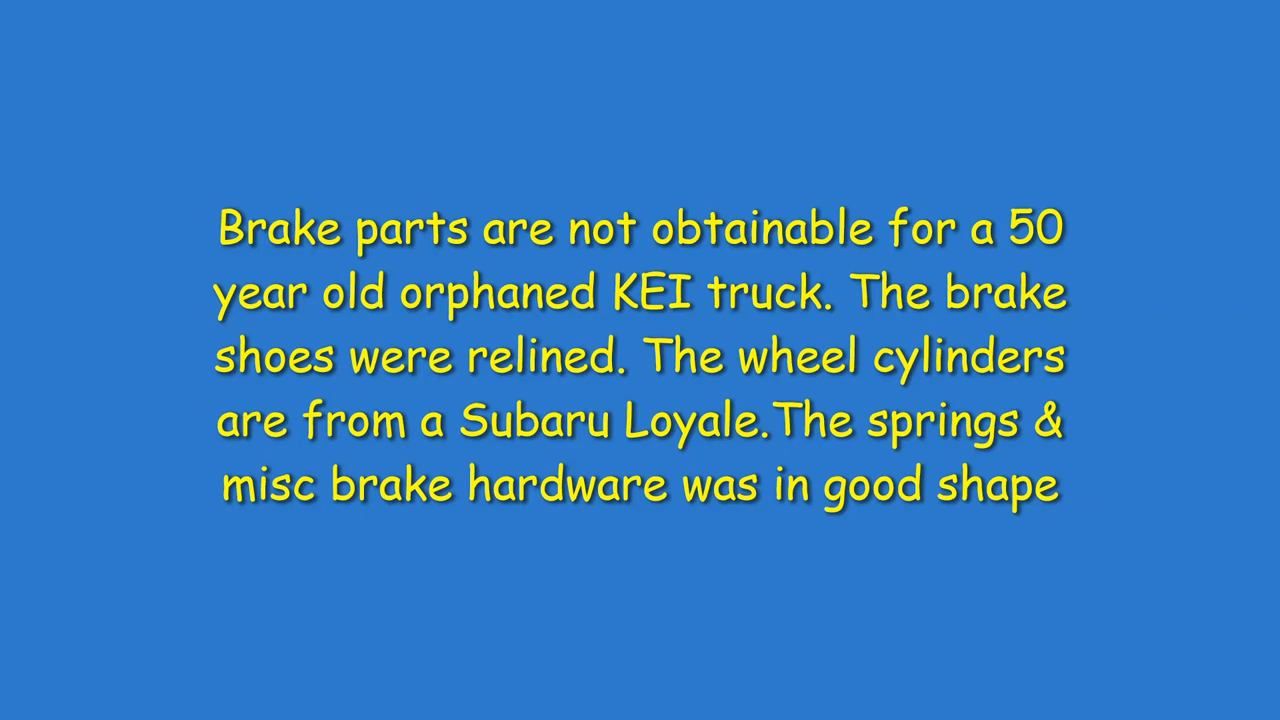 Brake parts are not obtainable for a 50
year old orphaned KEI truck. The brake
shoes were relined. The wheel cylinders
are from a Subaru Loyale.The springs &
misc brake hardware was in good shape